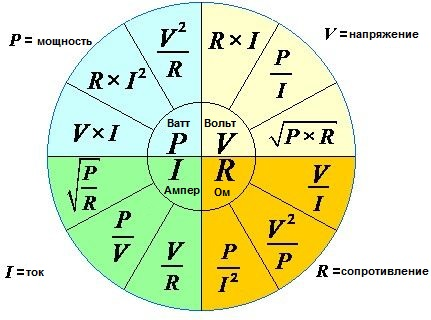 P = мощность
V = напряжение
V × I
R × I²
V²/R
R × I
P/I
√(P × R)
Ватт
P
Вольт
V
I
Ампер
R
Ом
√(P/R)
P/V
V/R
P/I²
V²/P
V/I
I = ток
R = сопротивление